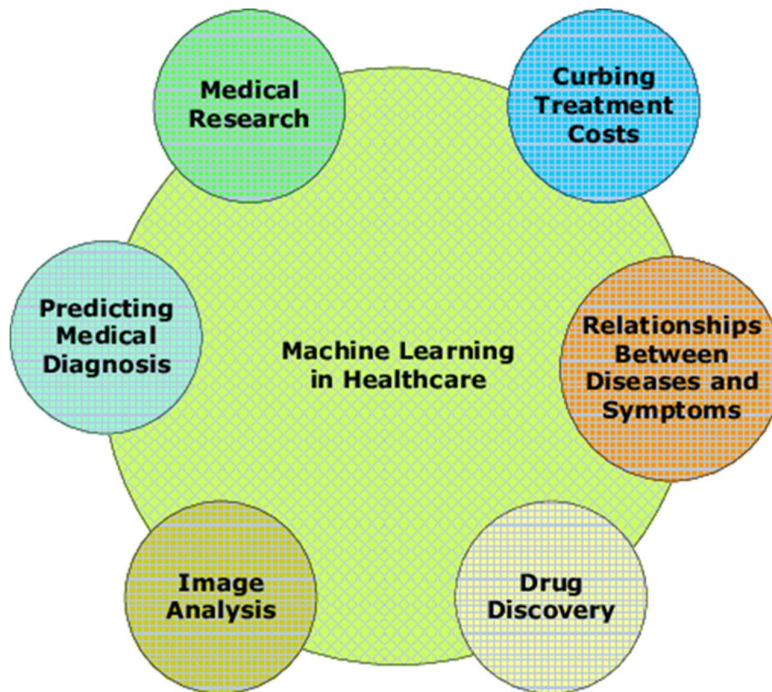 Medical
Research
Curbing
Treatment
Costs
Predicting
Medical
Diagnosis
Machine Learning
in Healthcare
Relationships
Between
Diseases and
Symptoms
Image
Analysis
Drug
Discovery